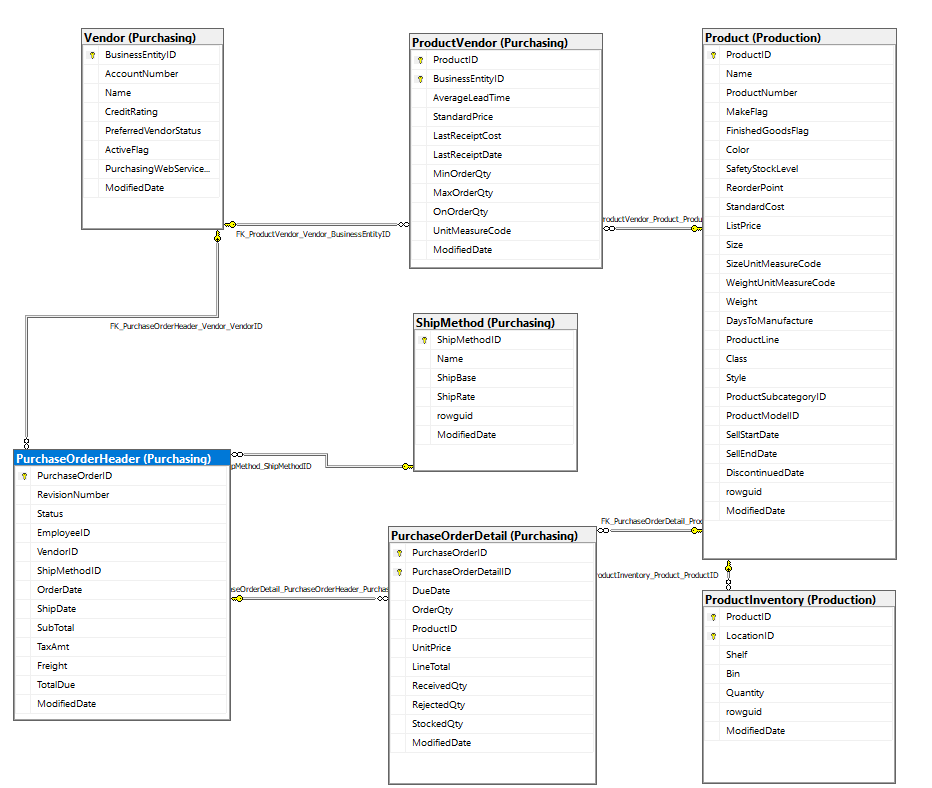 Vendor (Purchasing)
BusinessEntityID
AccountNumber
Name
CreditRating
PreferredVendorStatus
ActiveFlag
PurchasingWebService...
ModifiedDate
ProductVendor (Purchasing)
ProductID
BusinessEntityID
AverageLeadTime
StandardPrice
LastReceiptCost
LastReceiptDate
MinOrderQty
MaxOrderQty
OnOrderQty
UnitMeasureCode
ModifiedDate
Product (Production)
ProductID
Name
ProductNumber
MakeFlag
FinishedGoodsFlag
Color
SafetyStockLevel
ReorderPoint
StandardCost
ListPrice
Size
SizeUnitMeasureCode
WeightUnitMeasureCode
Weight
DaysToManufacture
ProductLine
Class
Style
ProductSubcategoryID
ProductModelID
SellStartDate
SellEndDate
DiscontinuedDate
rowguid
ModifiedDate
FK_ProductVendor_Vendor_BusinessEntityID
roductVendor_Product_Produ
FK_PurchaseOrderHeader_Vendor_VendorID
ShipMethod (Purchasing)
ShipMethodID
Name
ShipBase
ShipRate
rowguid
ModifiedDate
pMethod_ShipMethodID
PurchaseOrderHeader (Purchasing)
PurchaseOrderID
RevisionNumber
Status
EmployeeID
VendorID
ShipMethodID
OrderDate
ShipDate
SubTotal
TaxAmt
Freight
TotalDue
ModifiedDate
aseOrderDetail_PurchaseOrderHeader_Purchas
PurchaseOrderDetail (Purchasing)
PurchaseOrderID
PurchaseOrderDetailID
DueDate
OrderQty
ProductID
UnitPrice
LineTotal
ReceivedQty
RejectedQty
StockedQty
ModifiedDate
FK_PurchaseOrderDetail_Prod
roductInventory_Product_ProductID
ProductInventory (Production)
ProductID
LocationID
Shelf
Bin
Quantity
rowguid
ModifiedDate